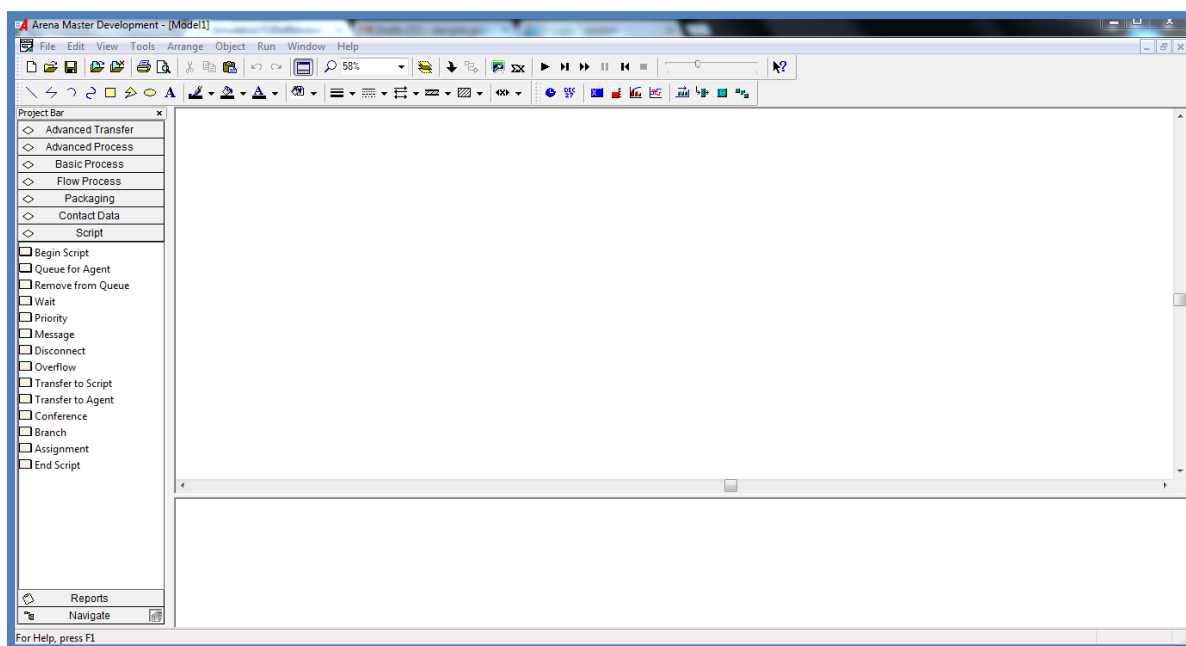 Arena Master Development - [Model1]
File Edit View Tools Arrange Object Run Window Help
58%
0
A A
Project Bar
Advanced Transfer
Advanced Process
Basic Process
Flow Process
Packaging
Contact Data
Script
Begin Script
Queue for Agent
Remove from Queue
Wait
Priority
Message
Disconnect
Overflow
Transfer to Script
Transfer to Agent
Conference
Branch
Assignment
End Script
Reports
Navigate
For Help, press F1